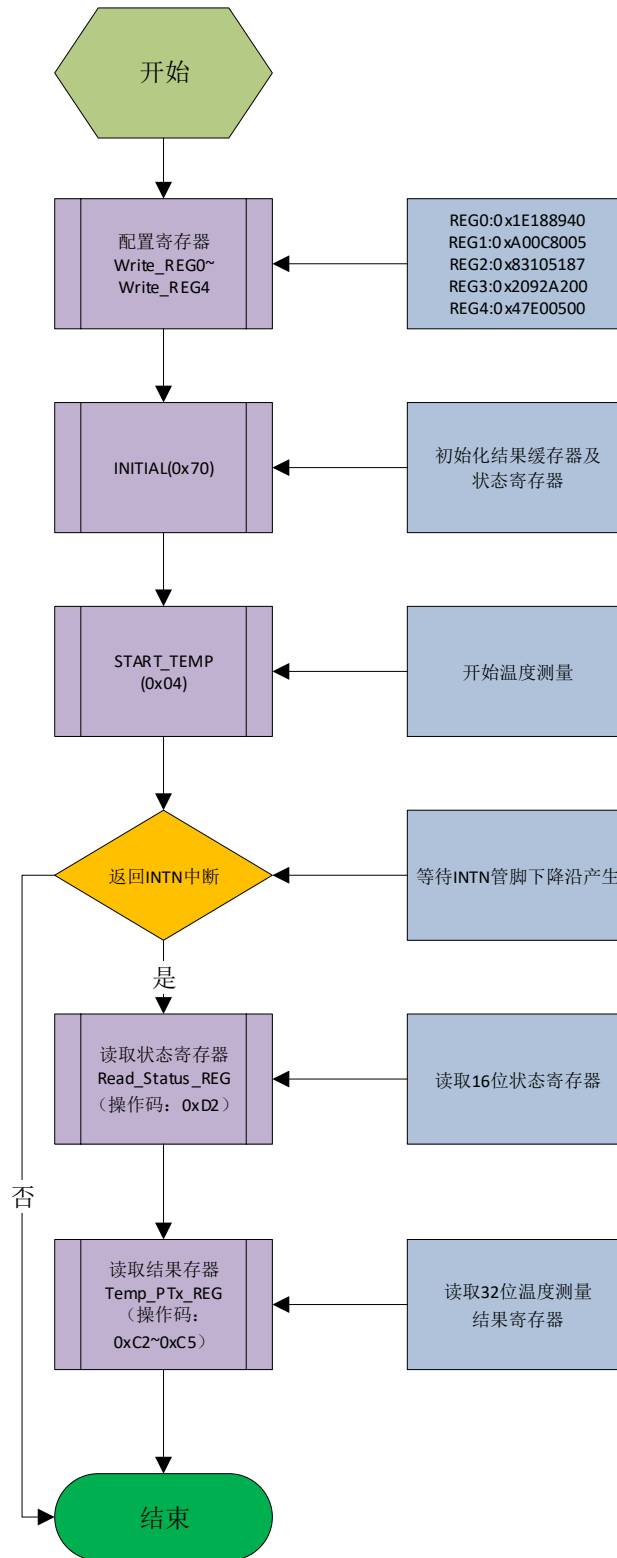 开始
配置寄存器
Write_REG0~
Write_REG4
REG0:0x1E188940
REG1:0xA00C8005
REG2:0x83105187
REG3:0x2092A200
REG4:0x47E00500
INITIAL(0x70)
初始化结果缓存器及
状态寄存器
START_TEMP
(0x04)
开始温度测量
返回INTN中断
等待INTN管脚下降沿产生
是
读取状态寄存器
Read_Status_REG
（操作码：0xD2）
读取16位状态寄存器
否
读取结果存器
Temp_PTx_REG
（操作码：
0xC2~0xC5）
读取32位温度测量
结果寄存器
结束